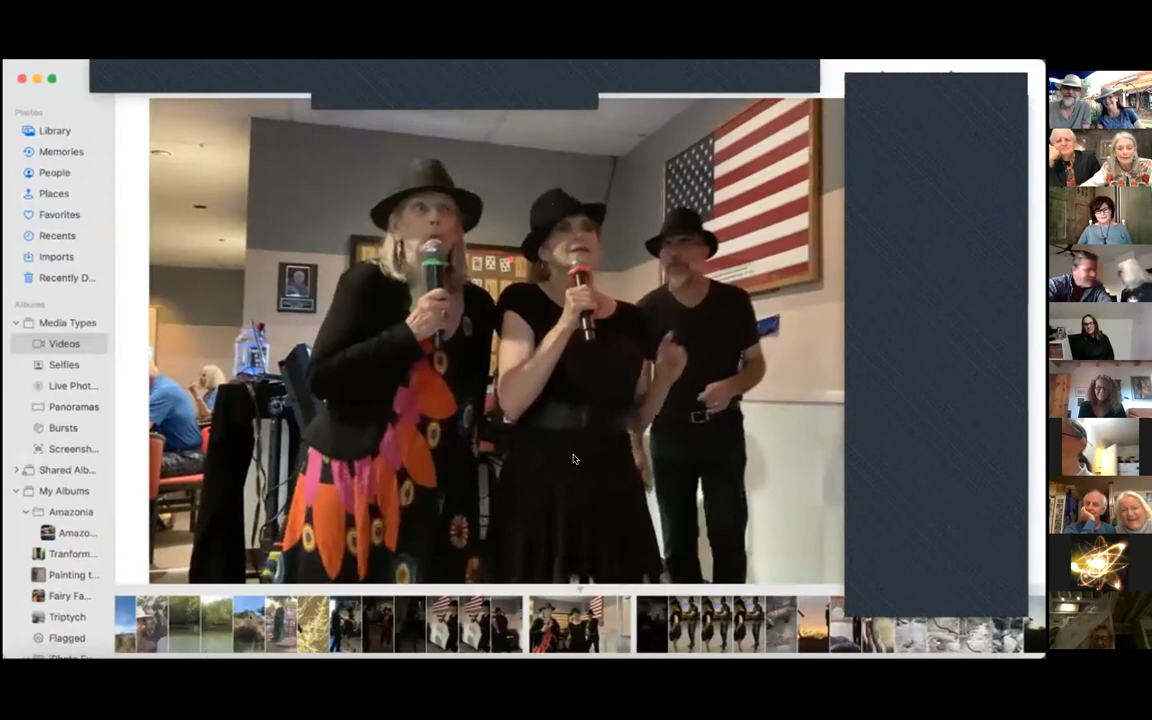 Photos
Library
Memories
People
Places
Favorites
Recents
Imports
Recently D...
Albums
Media Types
Videos
Selfies
Live Phot...
Panoramas
Bursts
Screensh...
Shared Alb...
My Albums
Amazonia
Amazo...
Tranform...
Painting t...
Fairy Fa...
Triptych
Flagged